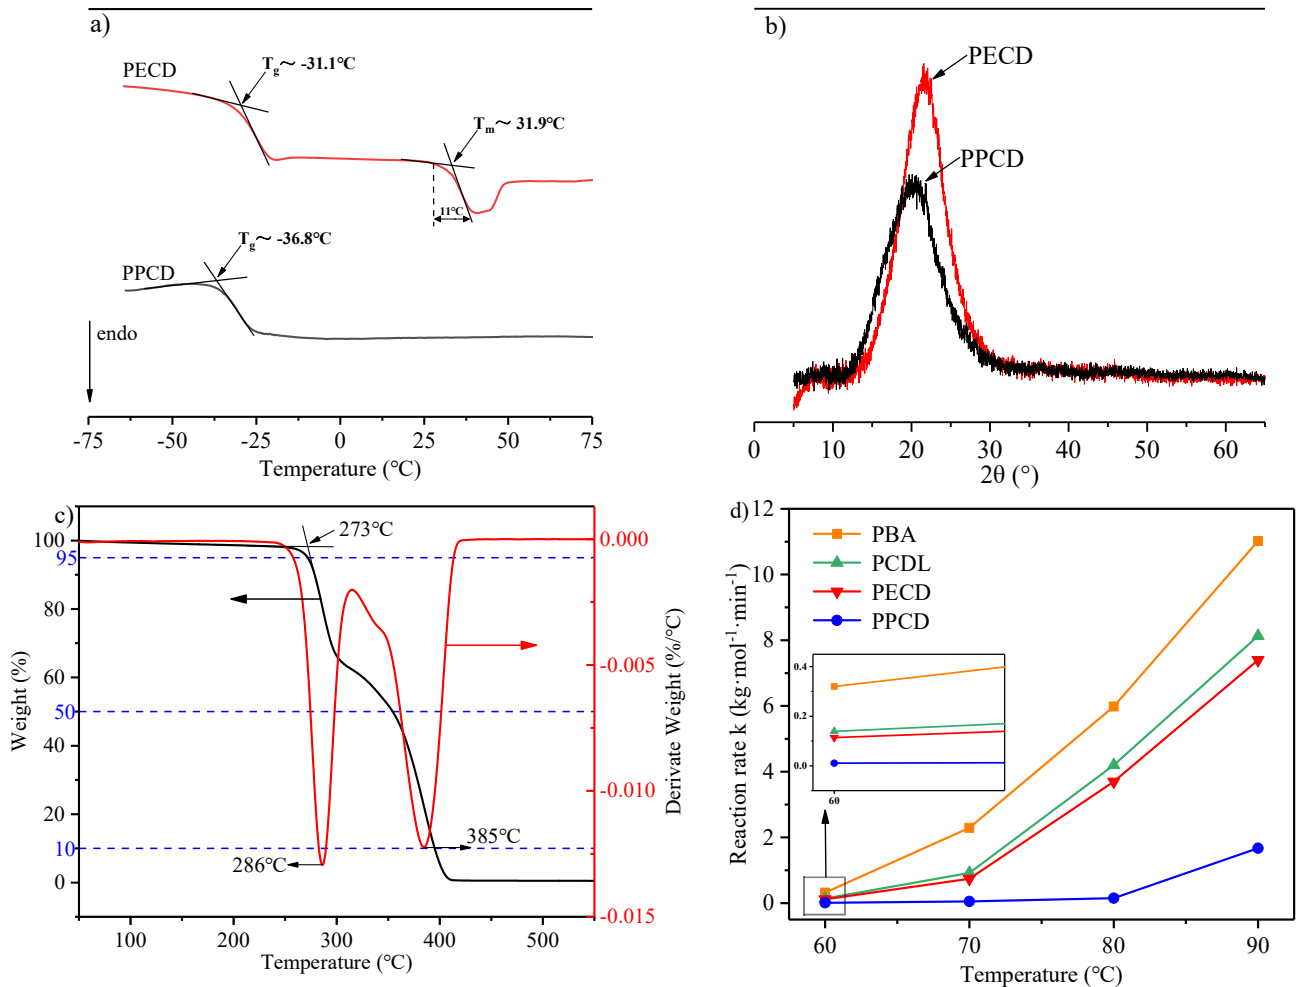 a)
PECD
Tg～ -31.1℃
Tm～ 31.9℃
11℃
Tg～ -36.8℃
PPCD
endo
-75 -50 -25 0 25 50 75
Temperature (℃)
b)
PECD
PPCD
0 10 20 30 40 50 60
2θ (°)
c)
273℃
100
95
80
60
50
40
20
10
0
Weight (%)
286℃
385℃
0.000
-0.005
-0.010
-0.015
Derivate Weight (%/℃)
100 200 300 400 500
Temperature (℃)
d)
PBA
PCDL
PECD
PPCD
12
10
8
6
4
2
0
Reaction rate k (kg·mol⁻¹·min⁻¹)
0.4
0.2
0.0
60
60 70 80 90
Temperature (℃)